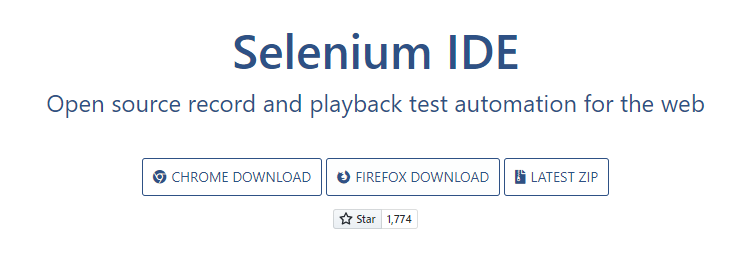 Selenium IDE
Open source record and playback test automation for the web
CHROME DOWNLOAD FIREFOX DOWNLOAD LATEST ZIP
Star 1,774